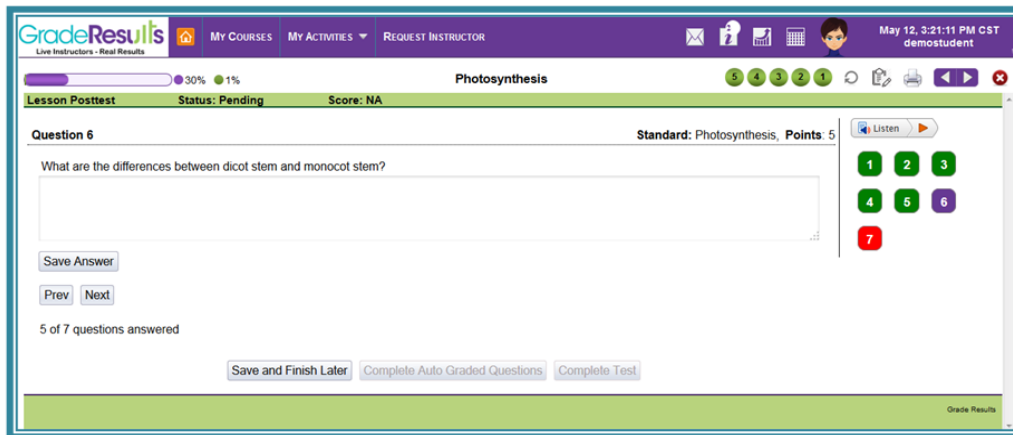 GradeResults
Live Instructors - Real Results
MY COURSES MY ACTIVITIES REQUEST INSTRUCTOR
May 12, 3:21:11 PM CST
demostudent
30% 1% Photosynthesis 5 4 3 2 1
Lesson Posttest Status: Pending Score: NA
Question 6 Standard: Photosynthesis, Points: 5
Listen
What are the differences between dicot stem and monocot stem?
1 2 3
4 5 6
7
Save Answer
Prev Next
5 of 7 questions answered
Save and Finish Later Complete Auto Graded Questions Complete Test
Grade Results